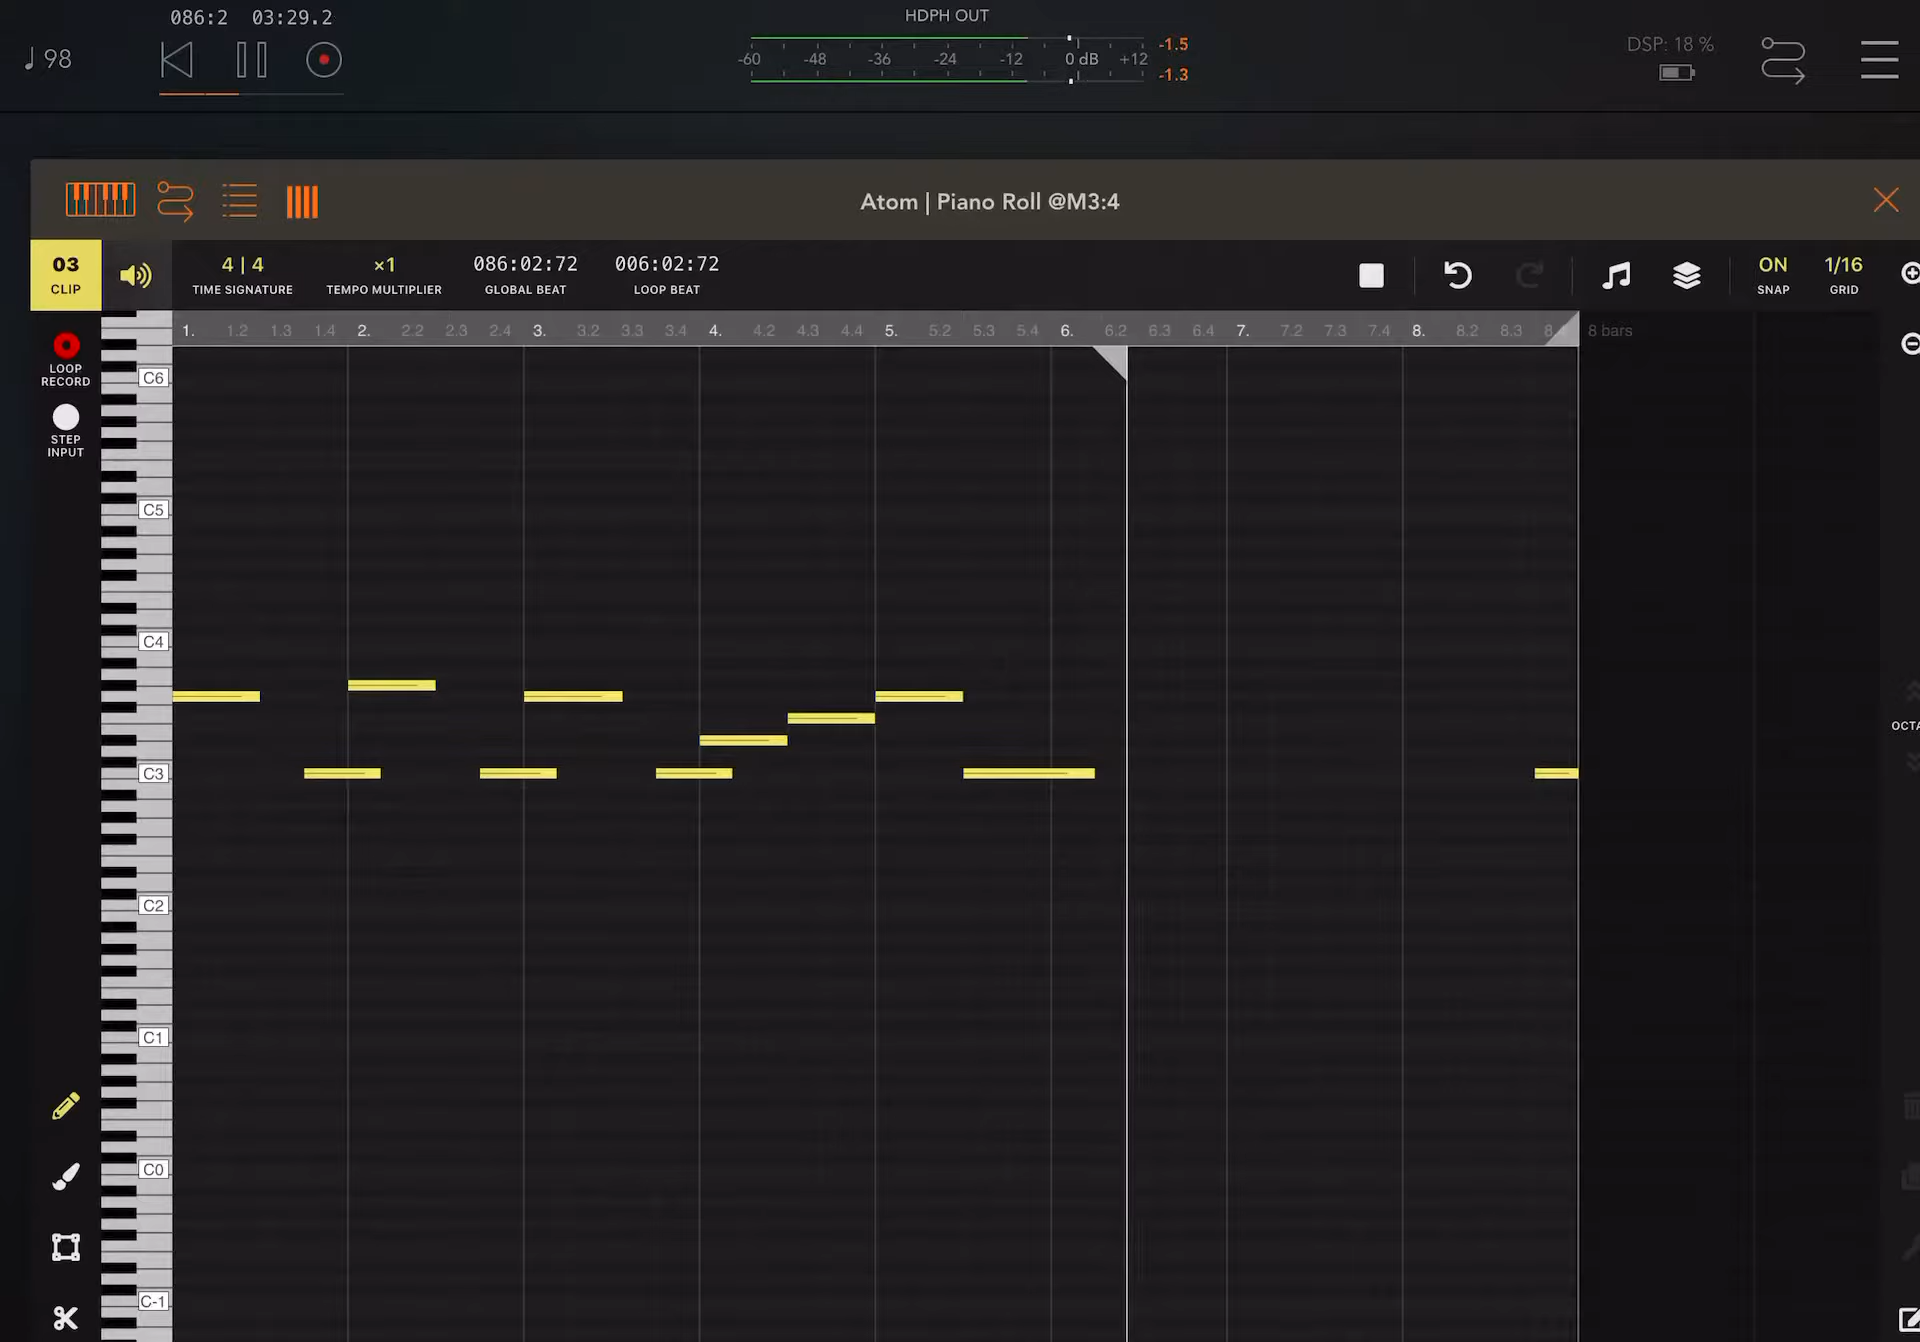 086:2 03:29.2
HDPH OUT
♩98
-60 -48 -36 -24 -12 0 dB +12
-1.5
-1.3
DSP: 18 %
Atom | Piano Roll @M3:4
03
CLIP
4 | 4
TIME SIGNATURE
×1
TEMPO MULTIPLIER
086:02:72
GLOBAL BEAT
006:02:72
LOOP BEAT
ON
SNAP
1/16
GRID
1. 1.2 1.3 1.4 2. 2.2 2.3 2.4 3. 3.2 3.3 3.4 4. 4.2 4.3 4.4 5. 5.2 5.3 5.4 6. 6.2 6.3 6.4 7. 7.2 7.3 7.4 8. 8.2 8.3 8. 8 bars
LOOP
RECORD
STEP
INPUT
C6
C5
C4
C3
C2
C1
C0
C-1
OCTA